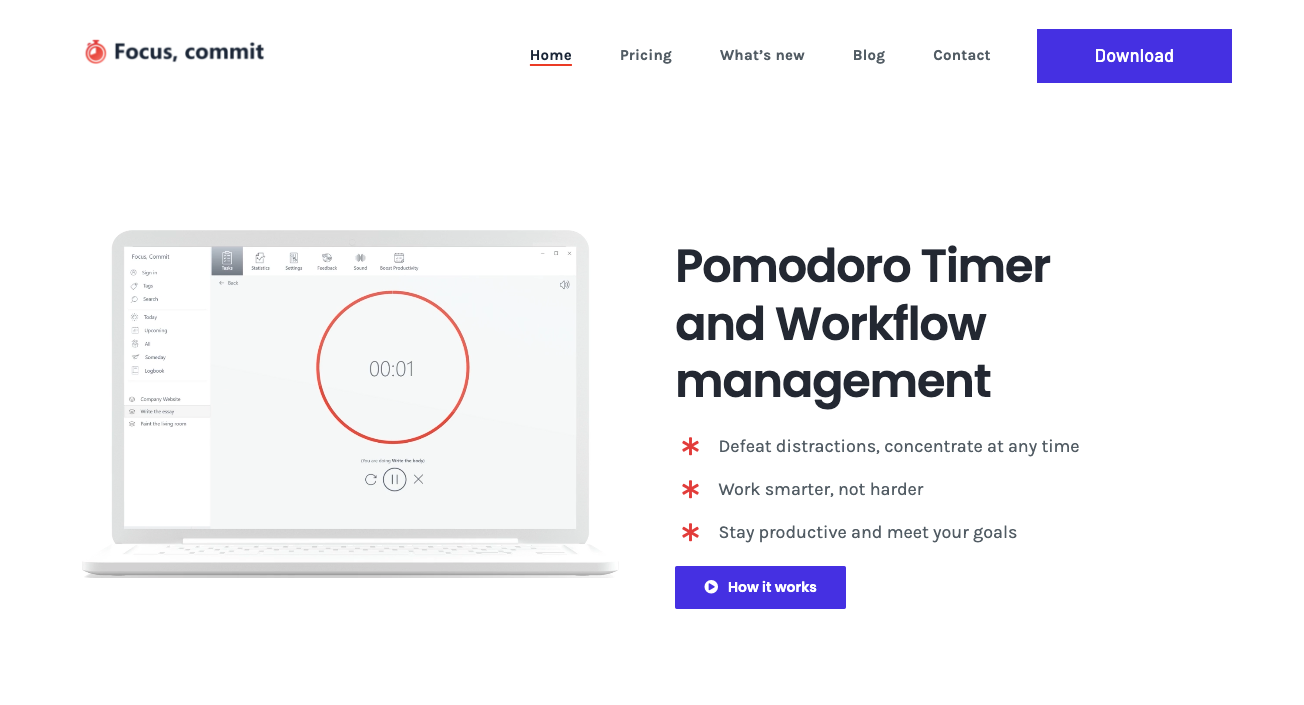 Focus, commit
Home
Pricing
What's new
Blog
Contact
Download
Focus, Commit
Sign in
Tags
Search
Today
Upcoming
All
Someday
Logbook
Company Website
Write the essay
Paint the living room
Tasks
Statistics
Settings
Feedback
Sound
Boost Productivity
Back
00:01
(You are doing Write the body)
Pomodoro Timer
and Workflow
management
Defeat distractions, concentrate at any time
Work smarter, not harder
Stay productive and meet your goals
How it works